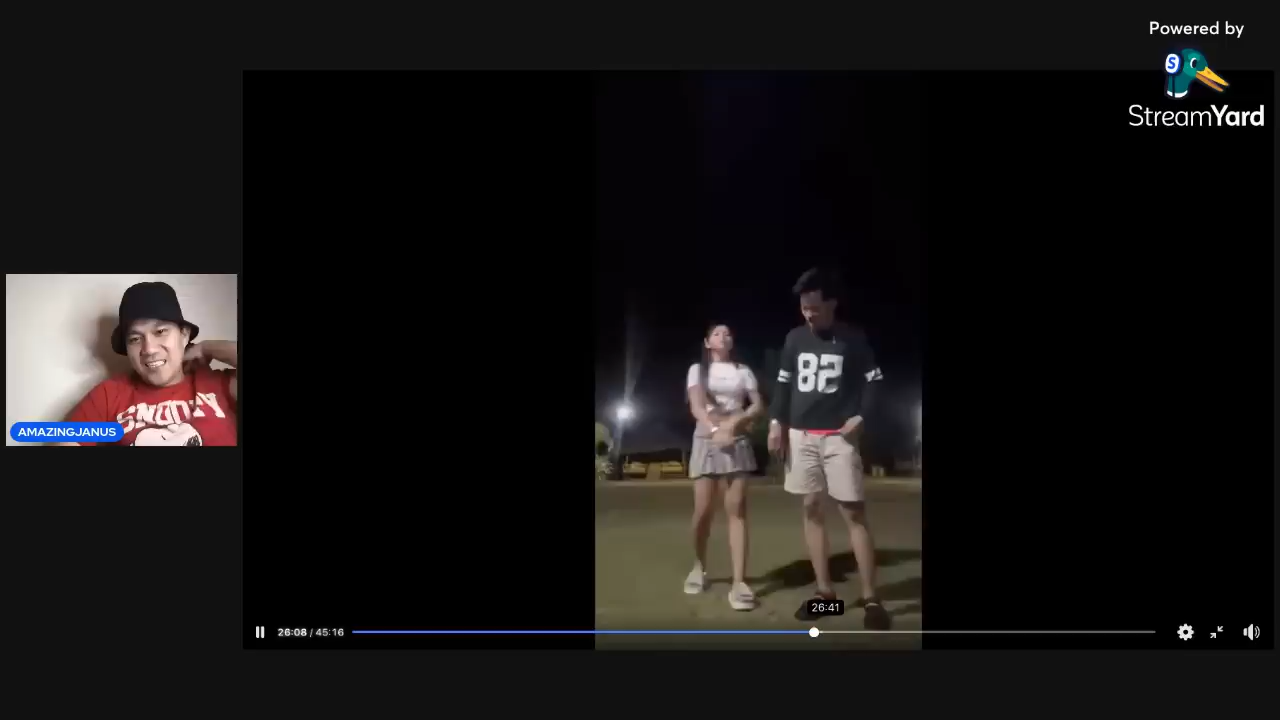 Powered by
S
StreamYard
82
SNOOPY
AMAZINGJANUS
26:41
26:08 / 45:16